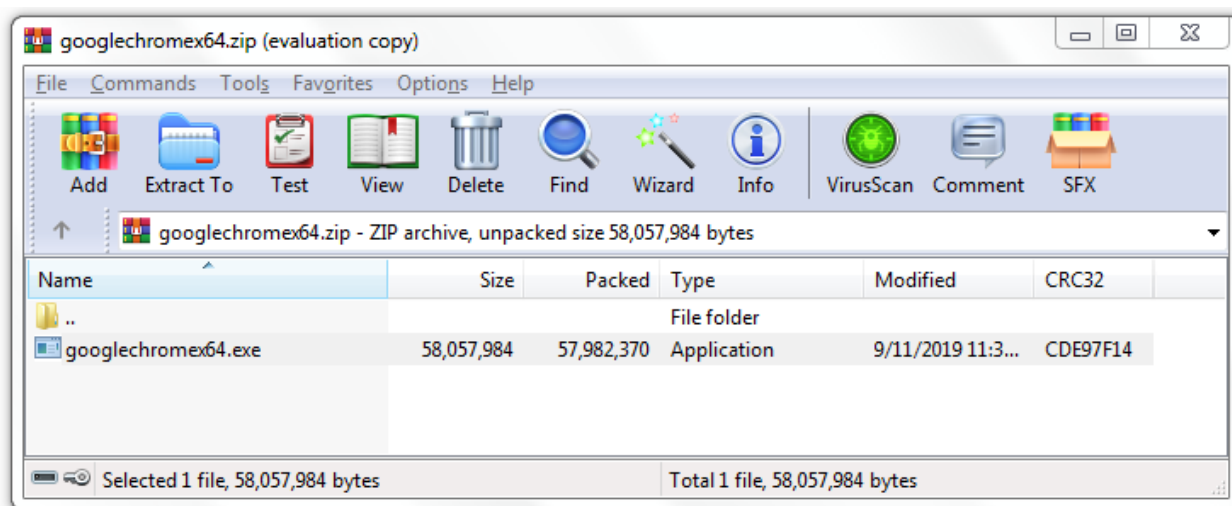 googlechromex64.zip (evaluation copy)
File Commands Tools Favorites Options Help
Add Extract To Test View Delete Find Wizard Info VirusScan Comment SFX
googlechromex64.zip - ZIP archive, unpacked size 58,057,984 bytes
Name Size Packed Type Modified CRC32
.. File folder
googlechromex64.exe 58,057,984 57,982,370 Application 9/11/2019 11:3... CDE97F14
Selected 1 file, 58,057,984 bytes Total 1 file, 58,057,984 bytes